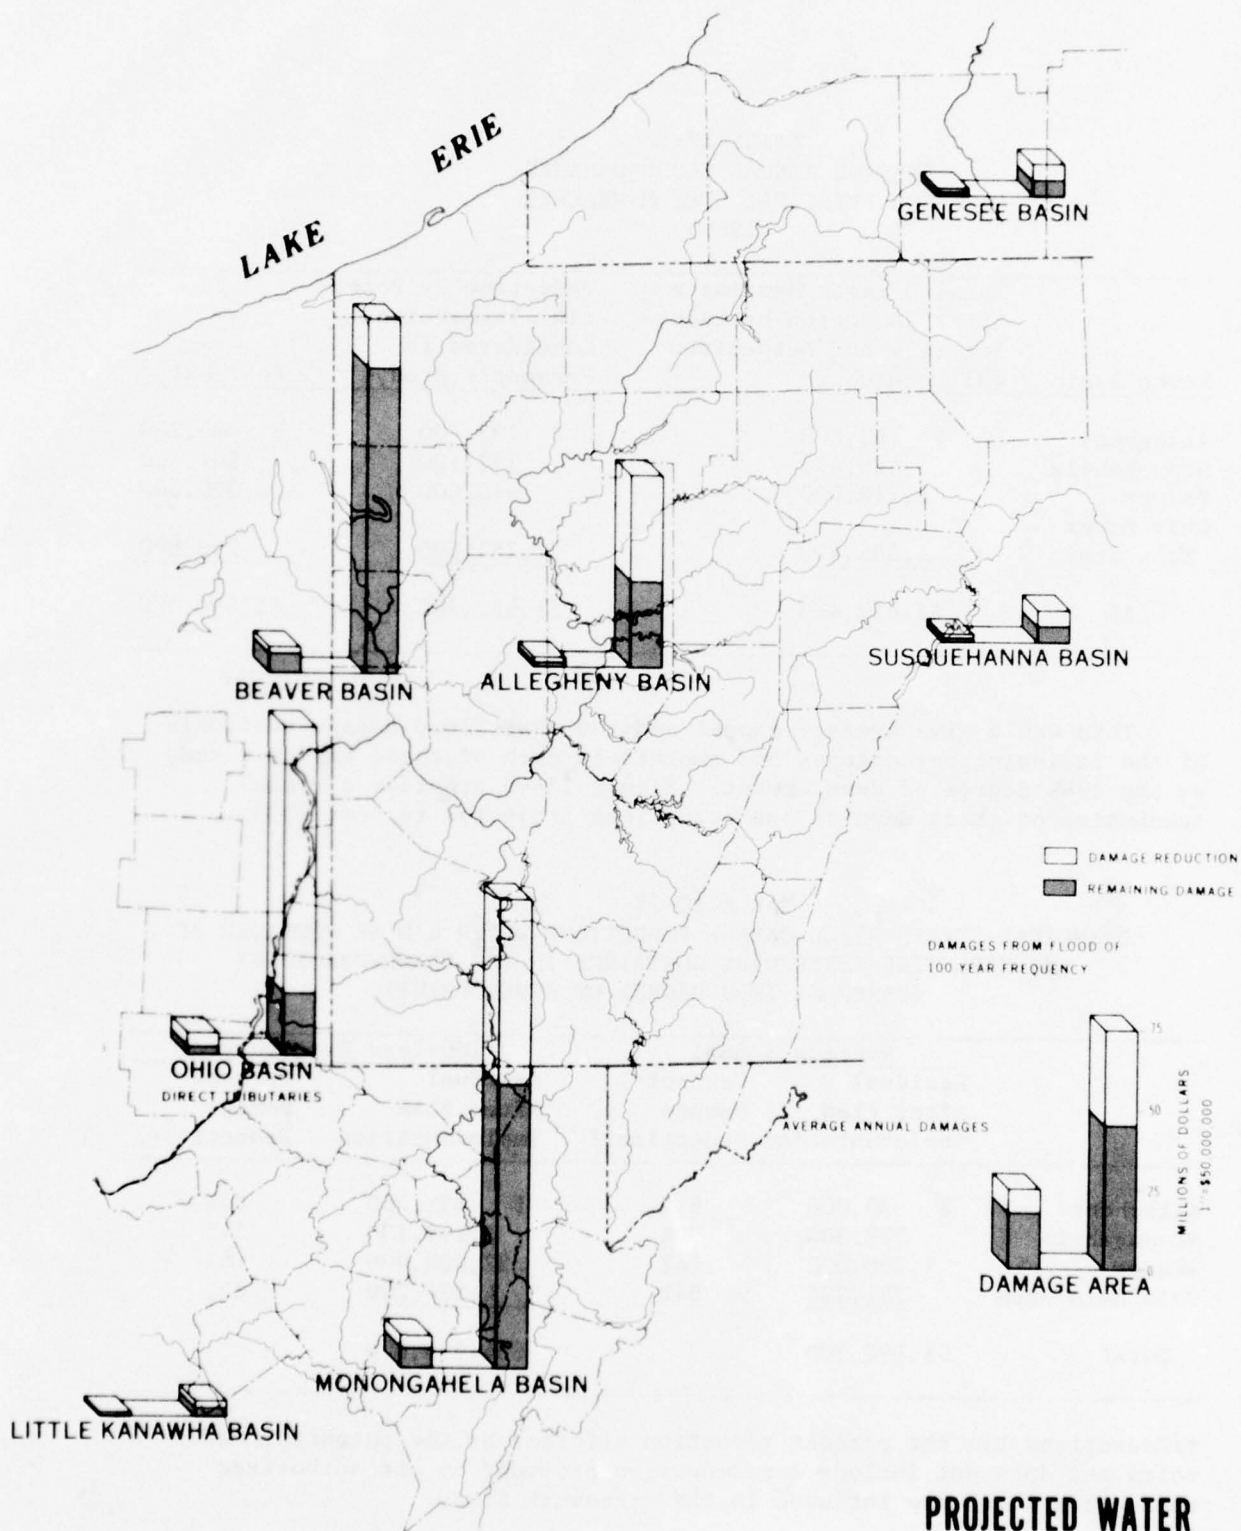 LAKE ERIE
GENESEE BASIN
BEAVER BASIN
ALLEGHENY BASIN
SUSQUEHANNA BASIN
DAMAGE REDUCTION
REMAINING DAMAGE
DAMAGES FROM FLOOD OF
100 YEAR FREQUENCY
OHIO BASIN
DIRECT TRIBUTARIES
AVERAGE ANNUAL DAMAGES
75
50
25
0
MILLIONS OF DOLLARS
1"=$50,000,000
DAMAGE AREA
MONONGAHELA BASIN
LITTLE KANAWHA BASIN
PROJECTED WATER